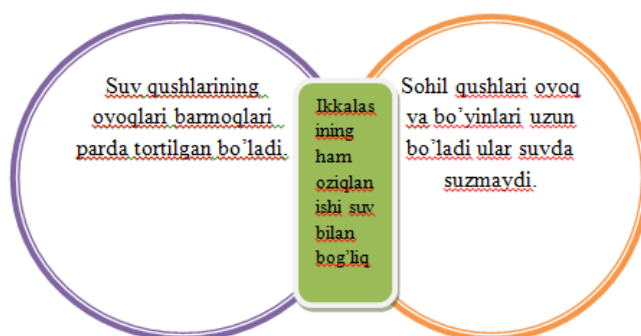 Suv qushlarining
oyoqlari barmoqlari
parda tortilgan bo’ladi.
Ikkalas
ining
ham
oziqlan
ishi suv
bilan
bog’liq
Sohil qushlari oyoq
va bo’yinlari uzun
bo’ladi ular suvda
suzmaydi.